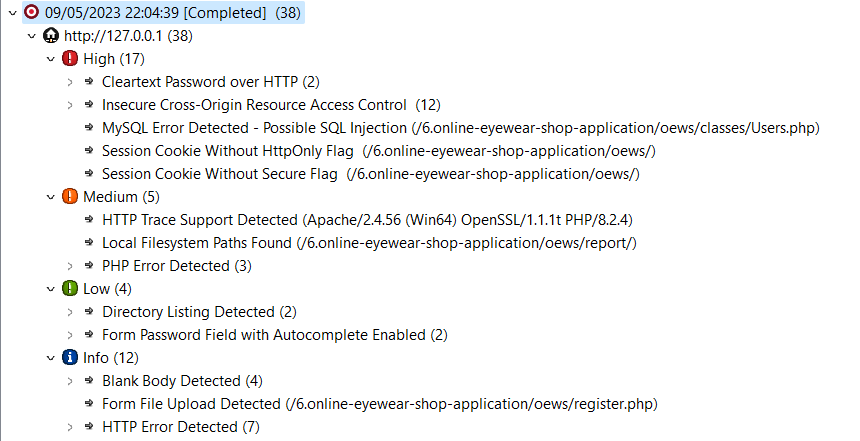 09/05/2023 22:04:39 [Completed] (38)
http://127.0.0.1 (38)
High (17)
Cleartext Password over HTTP (2)
Insecure Cross-Origin Resource Access Control (12)
MySQL Error Detected - Possible SQL Injection (/6.online-eyewear-shop-application/oews/classes/Users.php)
Session Cookie Without HttpOnly Flag (/6.online-eyewear-shop-application/oews/)
Session Cookie Without Secure Flag (/6.online-eyewear-shop-application/oews/)
Medium (5)
HTTP Trace Support Detected (Apache/2.4.56 (Win64) OpenSSL/1.1.1t PHP/8.2.4)
Local Filesystem Paths Found (/6.online-eyewear-shop-application/oews/report/)
PHP Error Detected (3)
Low (4)
Directory Listing Detected (2)
Form Password Field with Autocomplete Enabled (2)
Info (12)
Blank Body Detected (4)
Form File Upload Detected (/6.online-eyewear-shop-application/oews/register.php)
HTTP Error Detected (7)